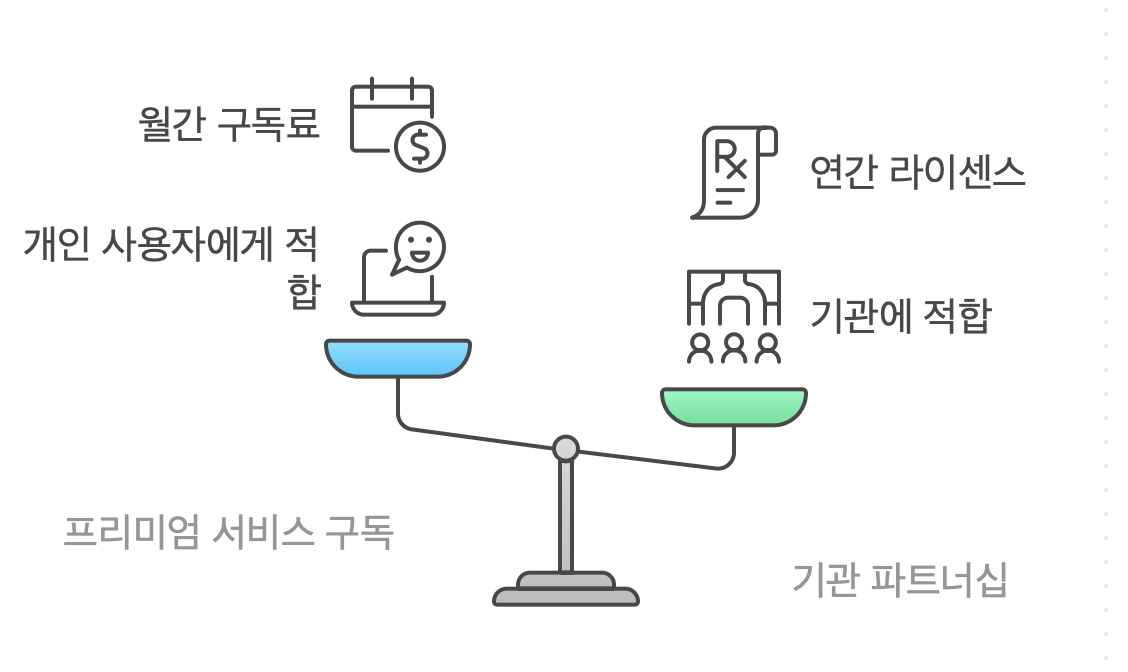 월간 구독료
개인 사용자에게 적
합
프리미엄 서비스 구독
$
Rx
연간 라이센스
기관에 적합
기관 파트너십